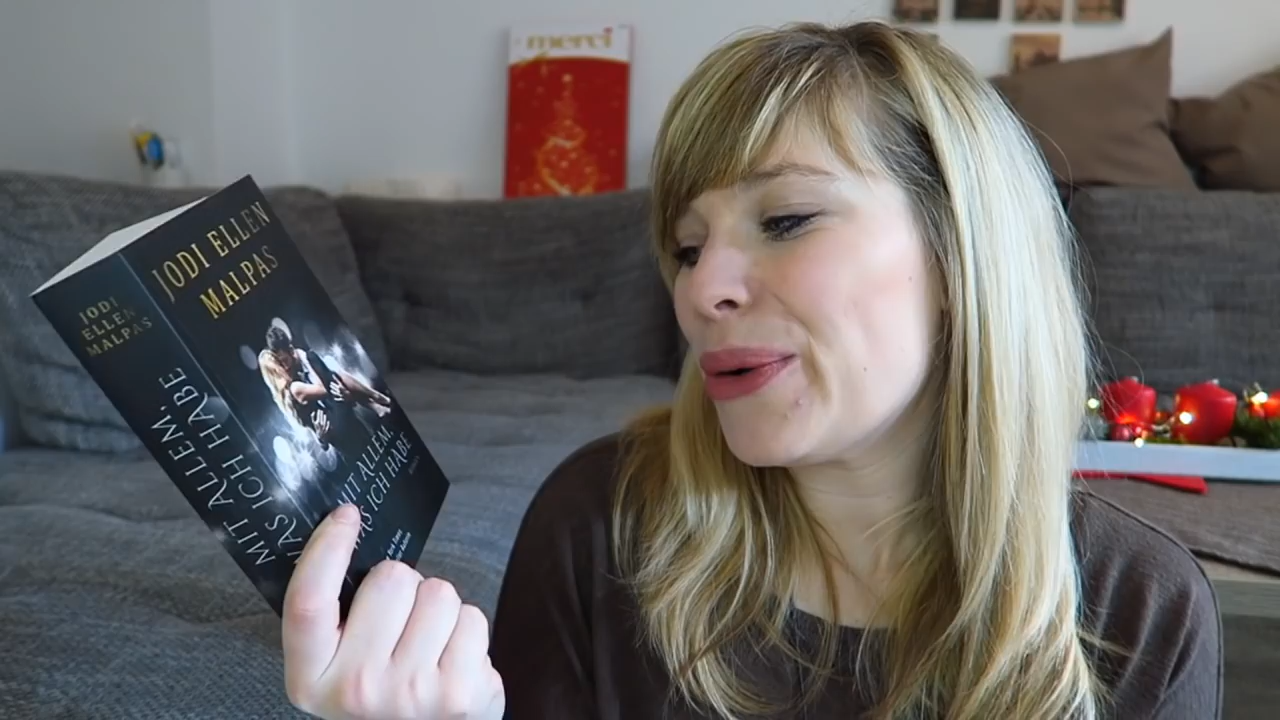 merci
JODI ELLEN
MALPAS
MIT ALLEM,
WAS ICH HABE
JODI
ELLEN
MALPAS
MIT ALLEM,
WAS ICH HABE